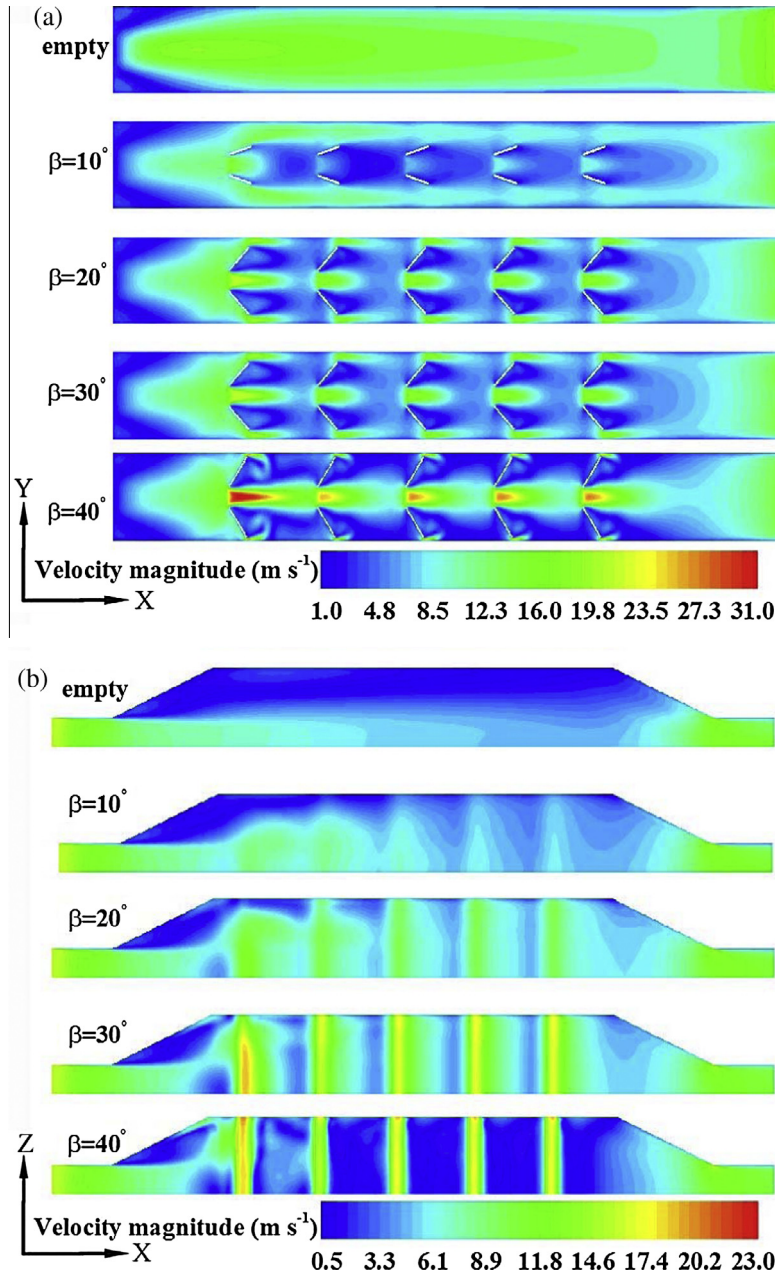 (a)
empty
β=10°
β=20°
β=30°
β=40°
Y
X
Velocity magnitude (m s⁻¹)
1.0 4.8 8.5 12.3 16.0 19.8 23.5 27.3 31.0
(b)
empty
β=10°
β=20°
β=30°
β=40°
Z
X
Velocity magnitude (m s⁻¹)
0.5 3.3 6.1 8.9 11.8 14.6 17.4 20.2 23.0